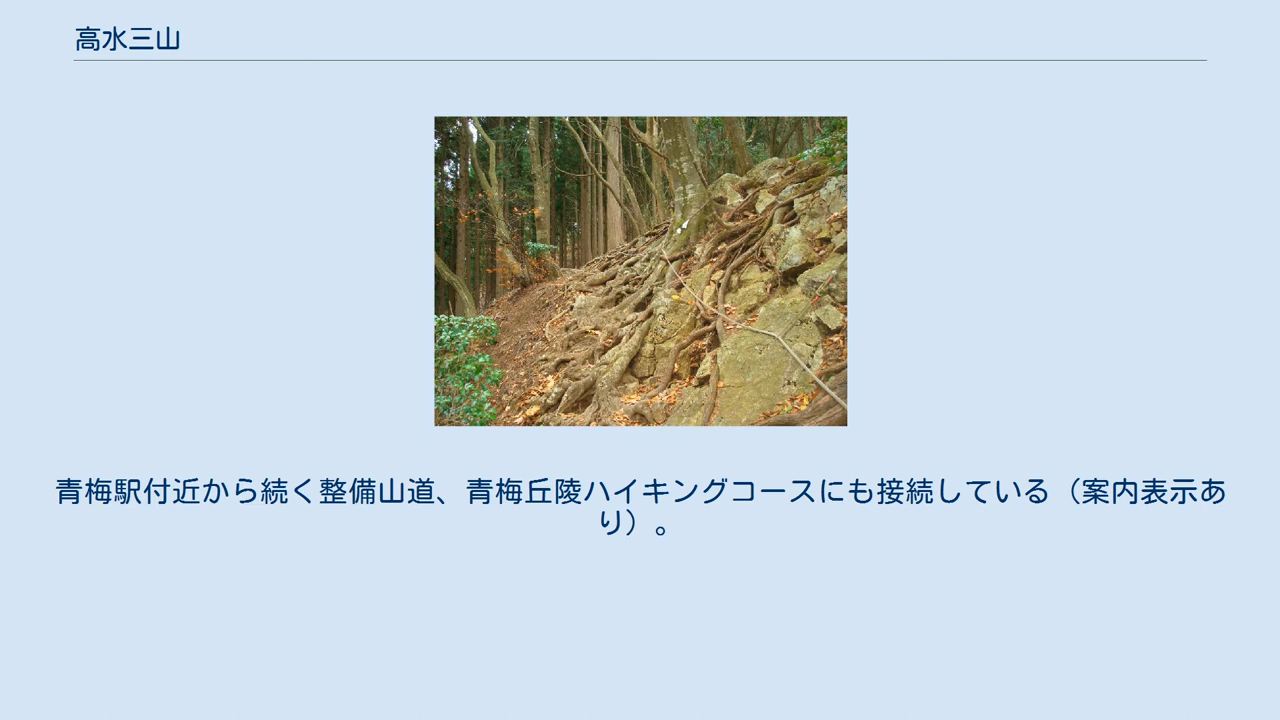 高水三山
青梅駅付近から続く整備山道、青梅丘陵ハイキングコースにも接続している（案内表示あ
り）。